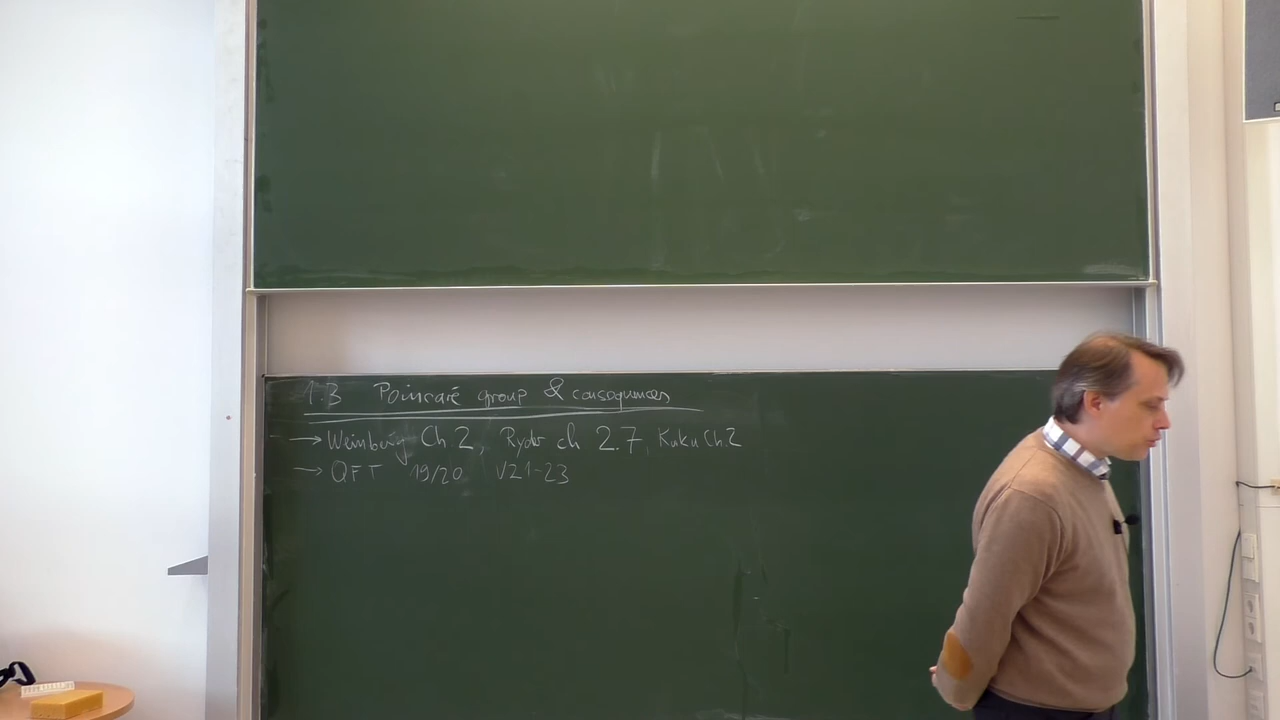 1.3 Poincaré group & consequences
→ Weinberg Ch. 2, Ryder ch 2.7, Kaku Ch. 2
→ QFT 19/20 V21-23